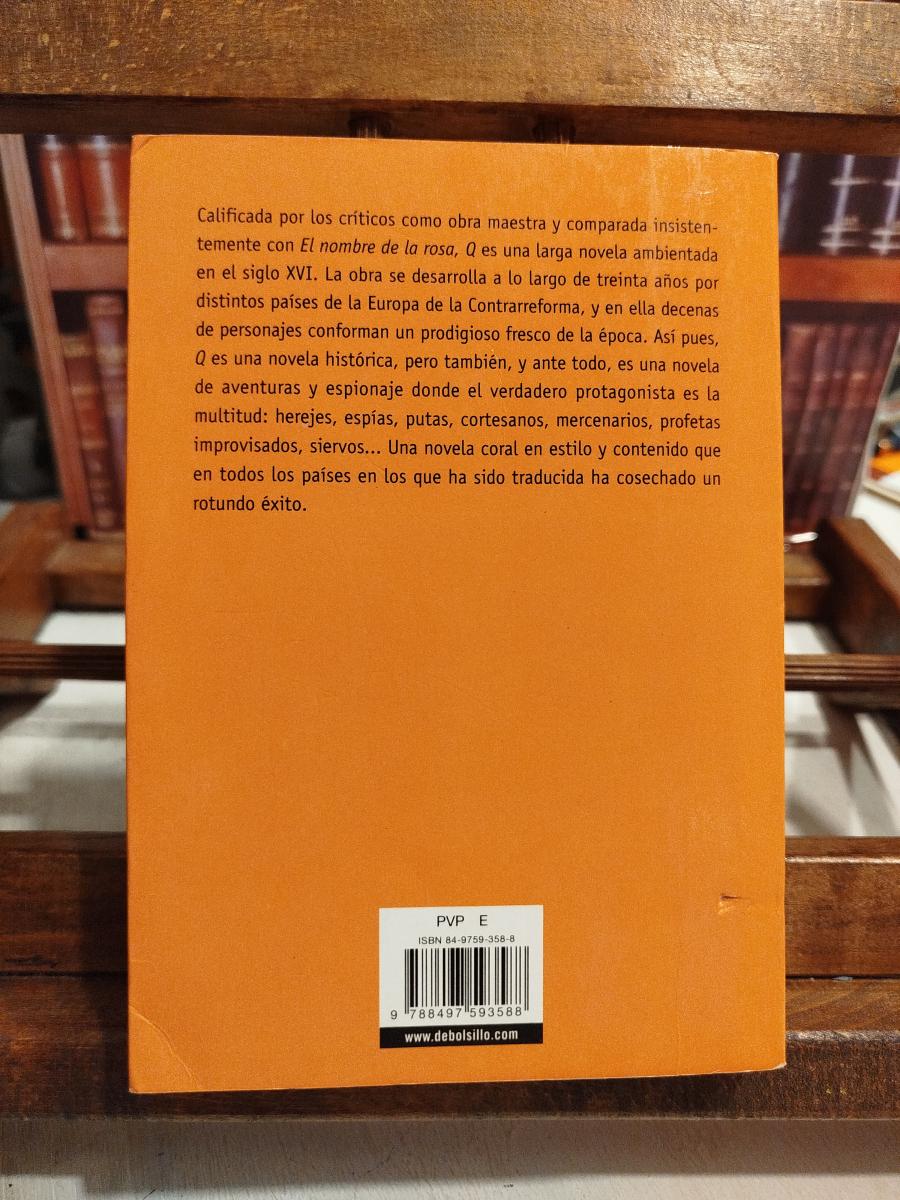 Calificada por los críticos como obra maestra y comparada insisten-
temente con El nombre de la rosa, Q es una larga novela ambientada
en el siglo XVI. La obra se desarrolla a lo largo de treinta años por
distintos países de la Europa de la Contrarreforma, y en ella decenas
de personajes conforman un prodigioso fresco de la época. Así pues,
Q es una novela histórica, pero también, y ante todo, es una novela
de aventuras y espionaje donde el verdadero protagonista es la
multitud: herejes, espías, putas, cortesanos, mercenarios, profetas
improvisados, siervos... Una novela coral en estilo y contenido que
en todos los países en los que ha sido traducida ha cosechado un
rotundo éxito.
PVP E
ISBN 84-9759-358-8
9 788497 593588
www.debolsillo.com